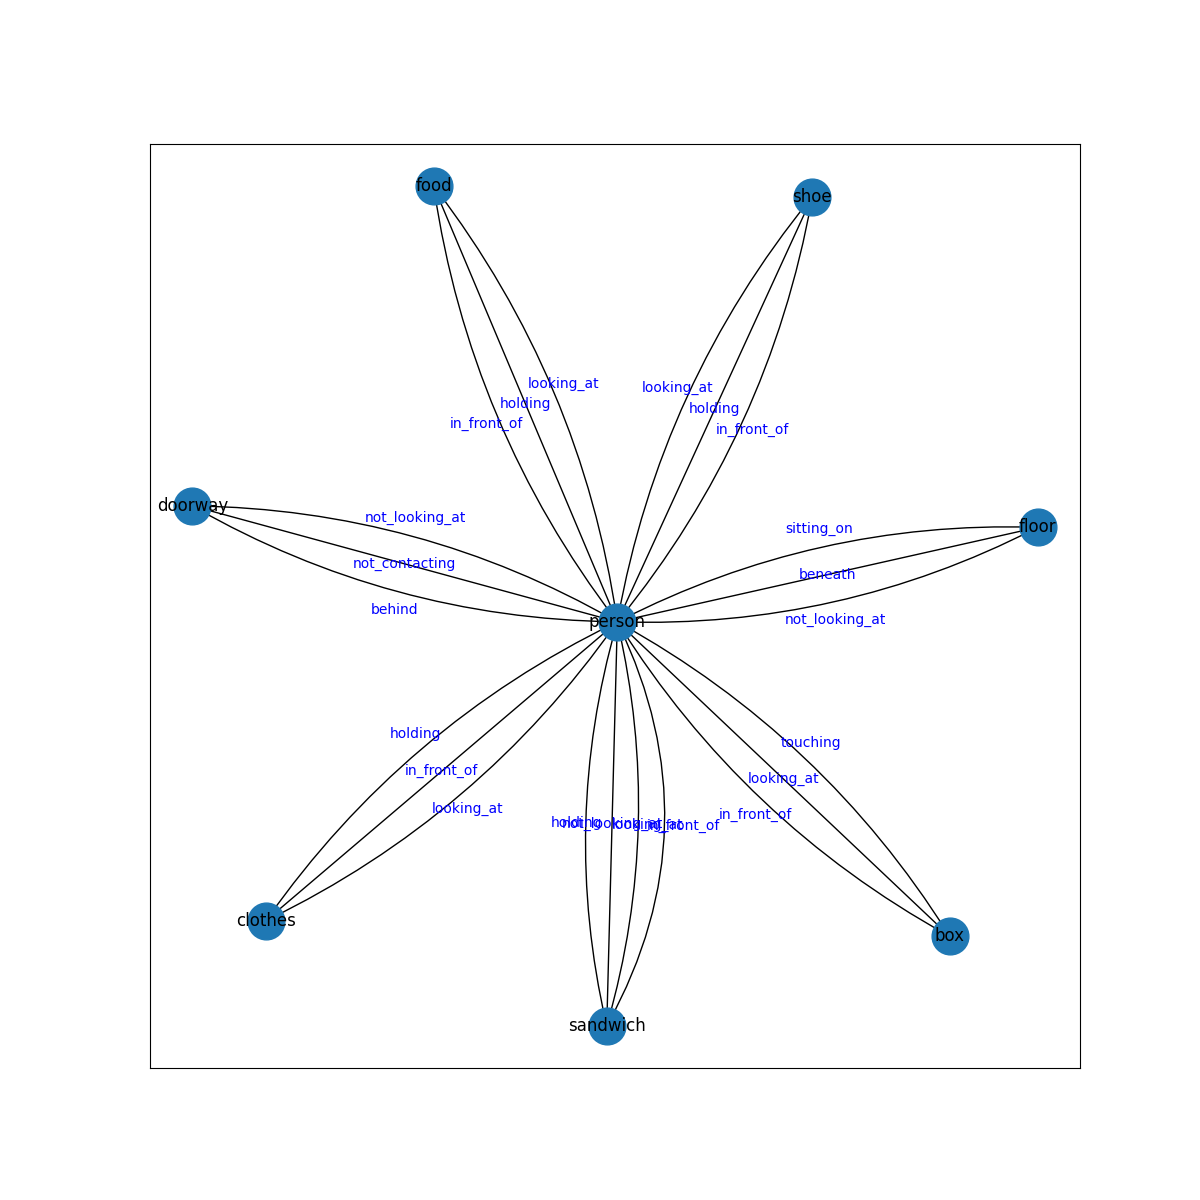 food
shoe
looking_at
looking_at
holding
holding
in_front_of
in_front_of
doorway
not_looking_at
sitting_on
floor
not_contacting
beneath
behind
not_looking_at
person
holding
touching
in_front_of
looking_at
looking_at
in_front_of
holding
not_looking_at
looking_at
in_front_of
clothes
box
sandwich